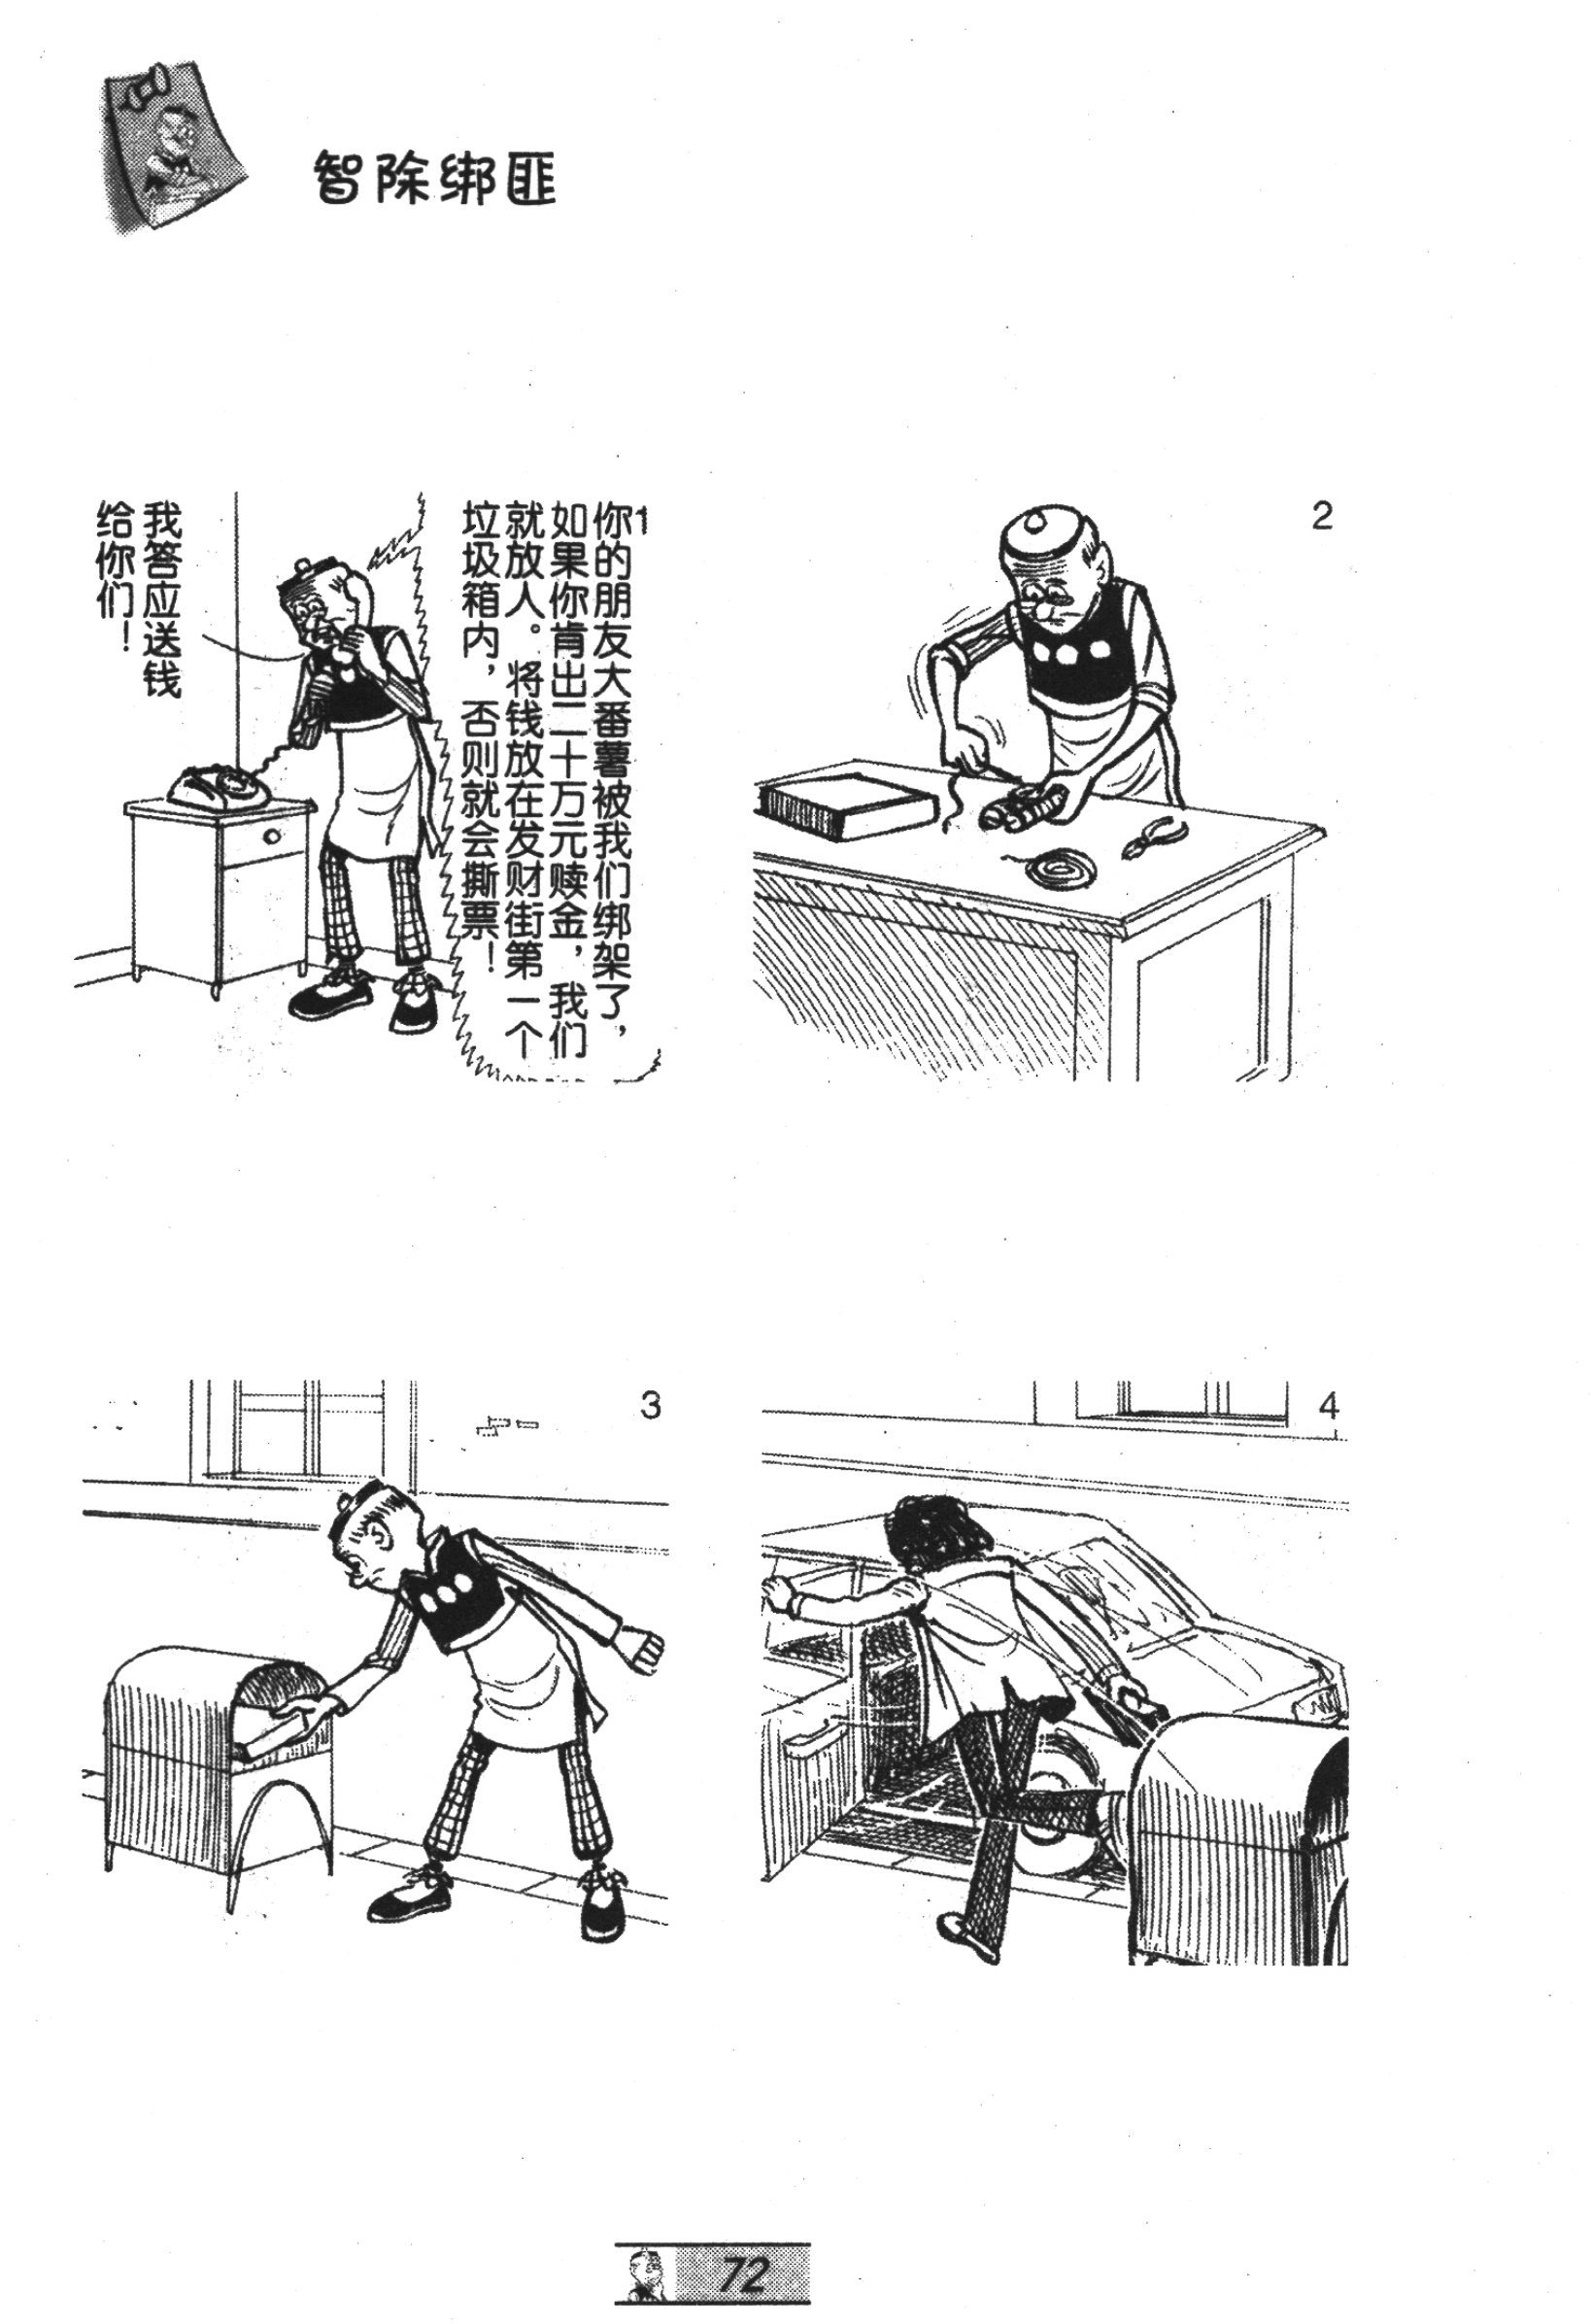 智除绑匪
1
你的朋友大番薯被我们绑架了，
如果你肯出二十万元赎金，我们
就放人。将钱放在发财街第一个
垃圾箱内，否则就会撕票！
我答应送钱
给你们！
2
3
4
72